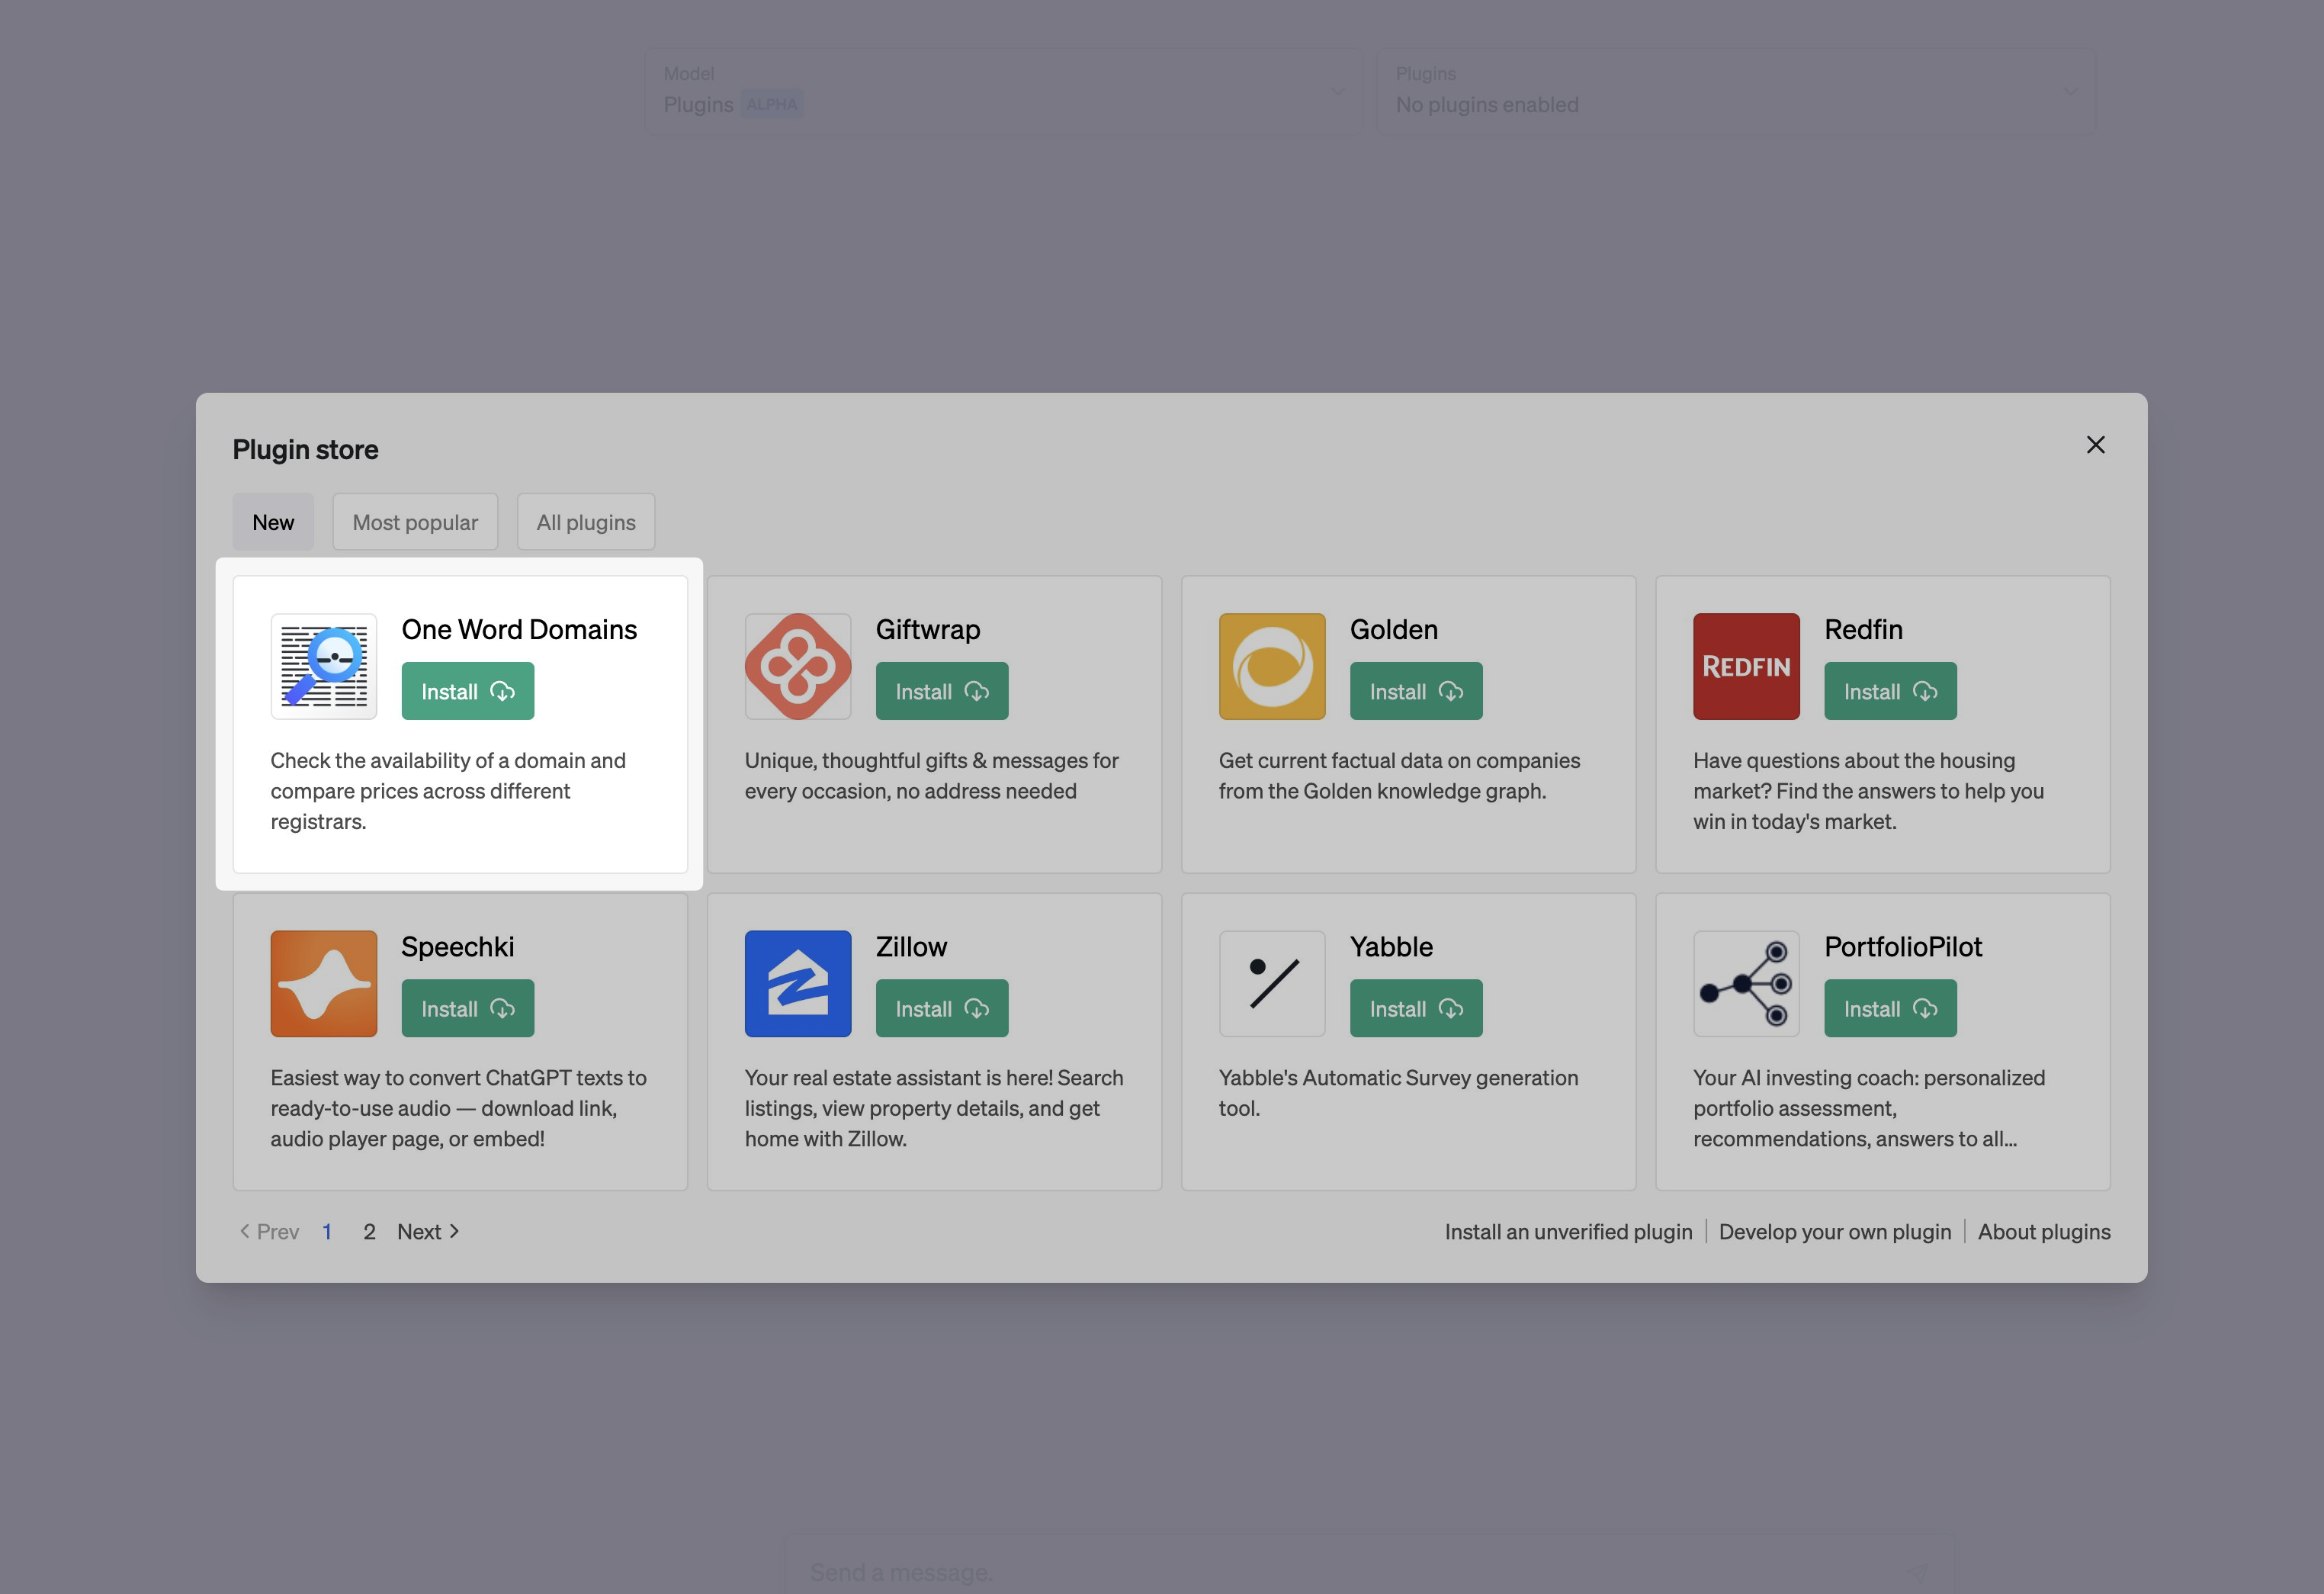 Model
Plugins ALPHA
Plugins
No plugins enabled
Plugin store
New
Most popular
All plugins
One Word Domains
Install
Check the availability of a domain and
compare prices across different
registrars.
Giftwrap
Install
Unique, thoughtful gifts & messages for
every occasion, no address needed
Golden
Install
Get current factual data on companies
from the Golden knowledge graph.
REDFIN
Redfin
Install
Have questions about the housing
market? Find the answers to help you
win in today's market.
Speechki
Install
Easiest way to convert ChatGPT texts to
ready-to-use audio — download link,
audio player page, or embed!
Zillow
Install
Your real estate assistant is here! Search
listings, view property details, and get
home with Zillow.
Yabble
Install
Yabble's Automatic Survey generation
tool.
PortfolioPilot
Install
Your AI investing coach: personalized
portfolio assessment,
recommendations, answers to all...
Prev 1 2 Next
Install an unverified plugin | Develop your own plugin | About plugins
Send a message.